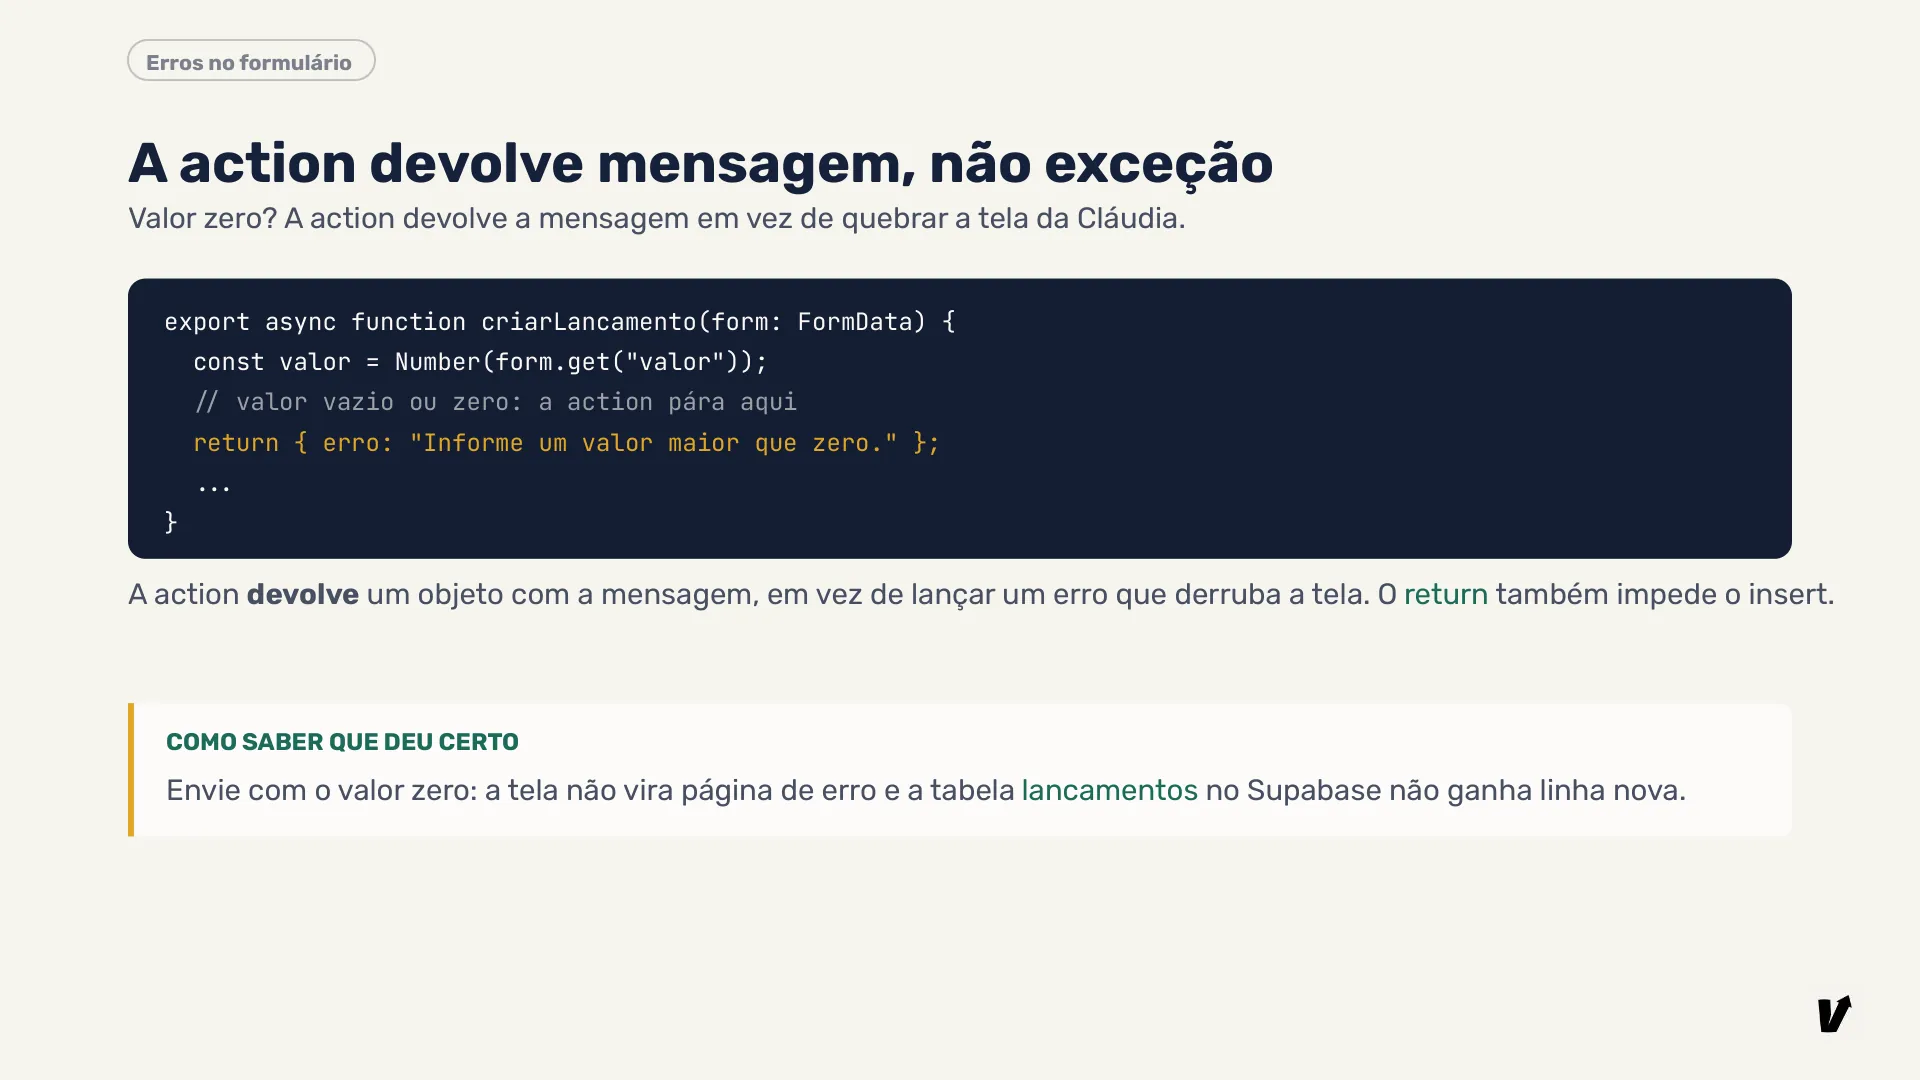 Erros no formulário
A action devolve mensagem, não exceção
Valor zero? A action devolve a mensagem em vez de quebrar a tela da Cláudia.
export async function criarLancamento(form: FormData) {
  const valor = Number(form.get("valor"));
  // valor vazio ou zero: a action pára aqui
  return { erro: "Informe um valor maior que zero." };
  ...
}
A action devolve um objeto com a mensagem, em vez de lançar um erro que derruba a tela. O return também impede o insert.
COMO SABER QUE DEU CERTO
Envie com o valor zero: a tela não vira página de erro e a tabela lancamentos no Supabase não ganha linha nova.